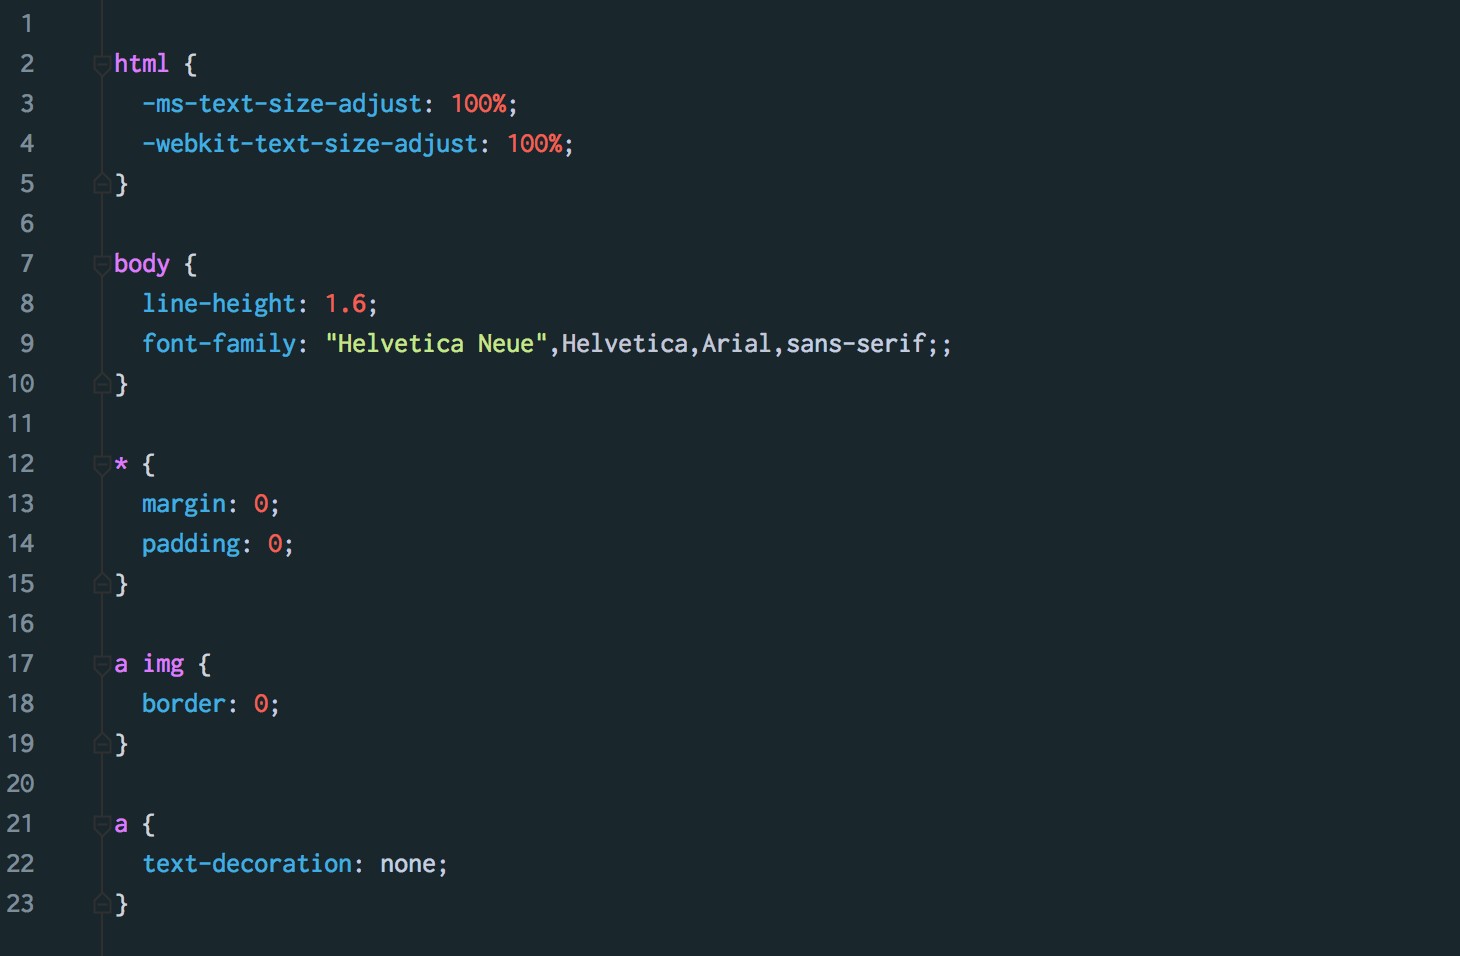 1
2 html {
3   -ms-text-size-adjust: 100%;
4   -webkit-text-size-adjust: 100%;
5 }
6
7 body {
8   line-height: 1.6;
9   font-family: "Helvetica Neue",Helvetica,Arial,sans-serif;;
10 }
11
12 * {
13   margin: 0;
14   padding: 0;
15 }
16
17 a img {
18   border: 0;
19 }
20
21 a {
22   text-decoration: none;
23 }